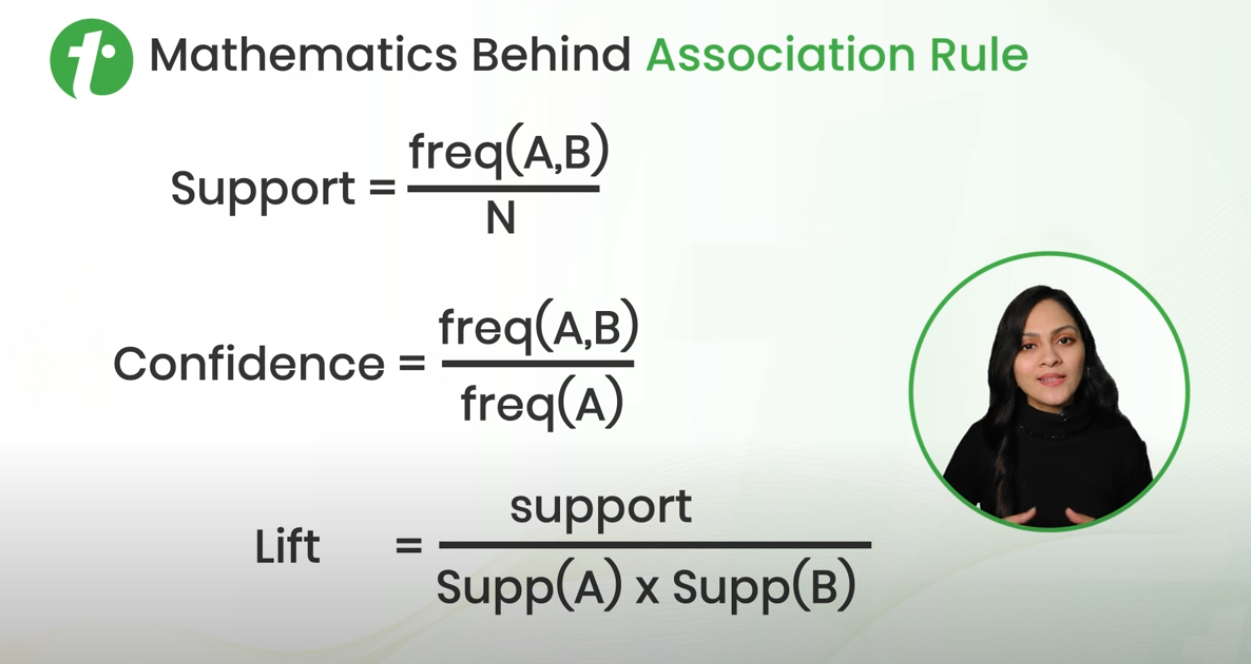 Mathematics Behind Association Rule
Support = freq(A,B)
N
Confidence = freq(A,B)
freq(A)
Lift = support
Supp(A) x Supp(B)